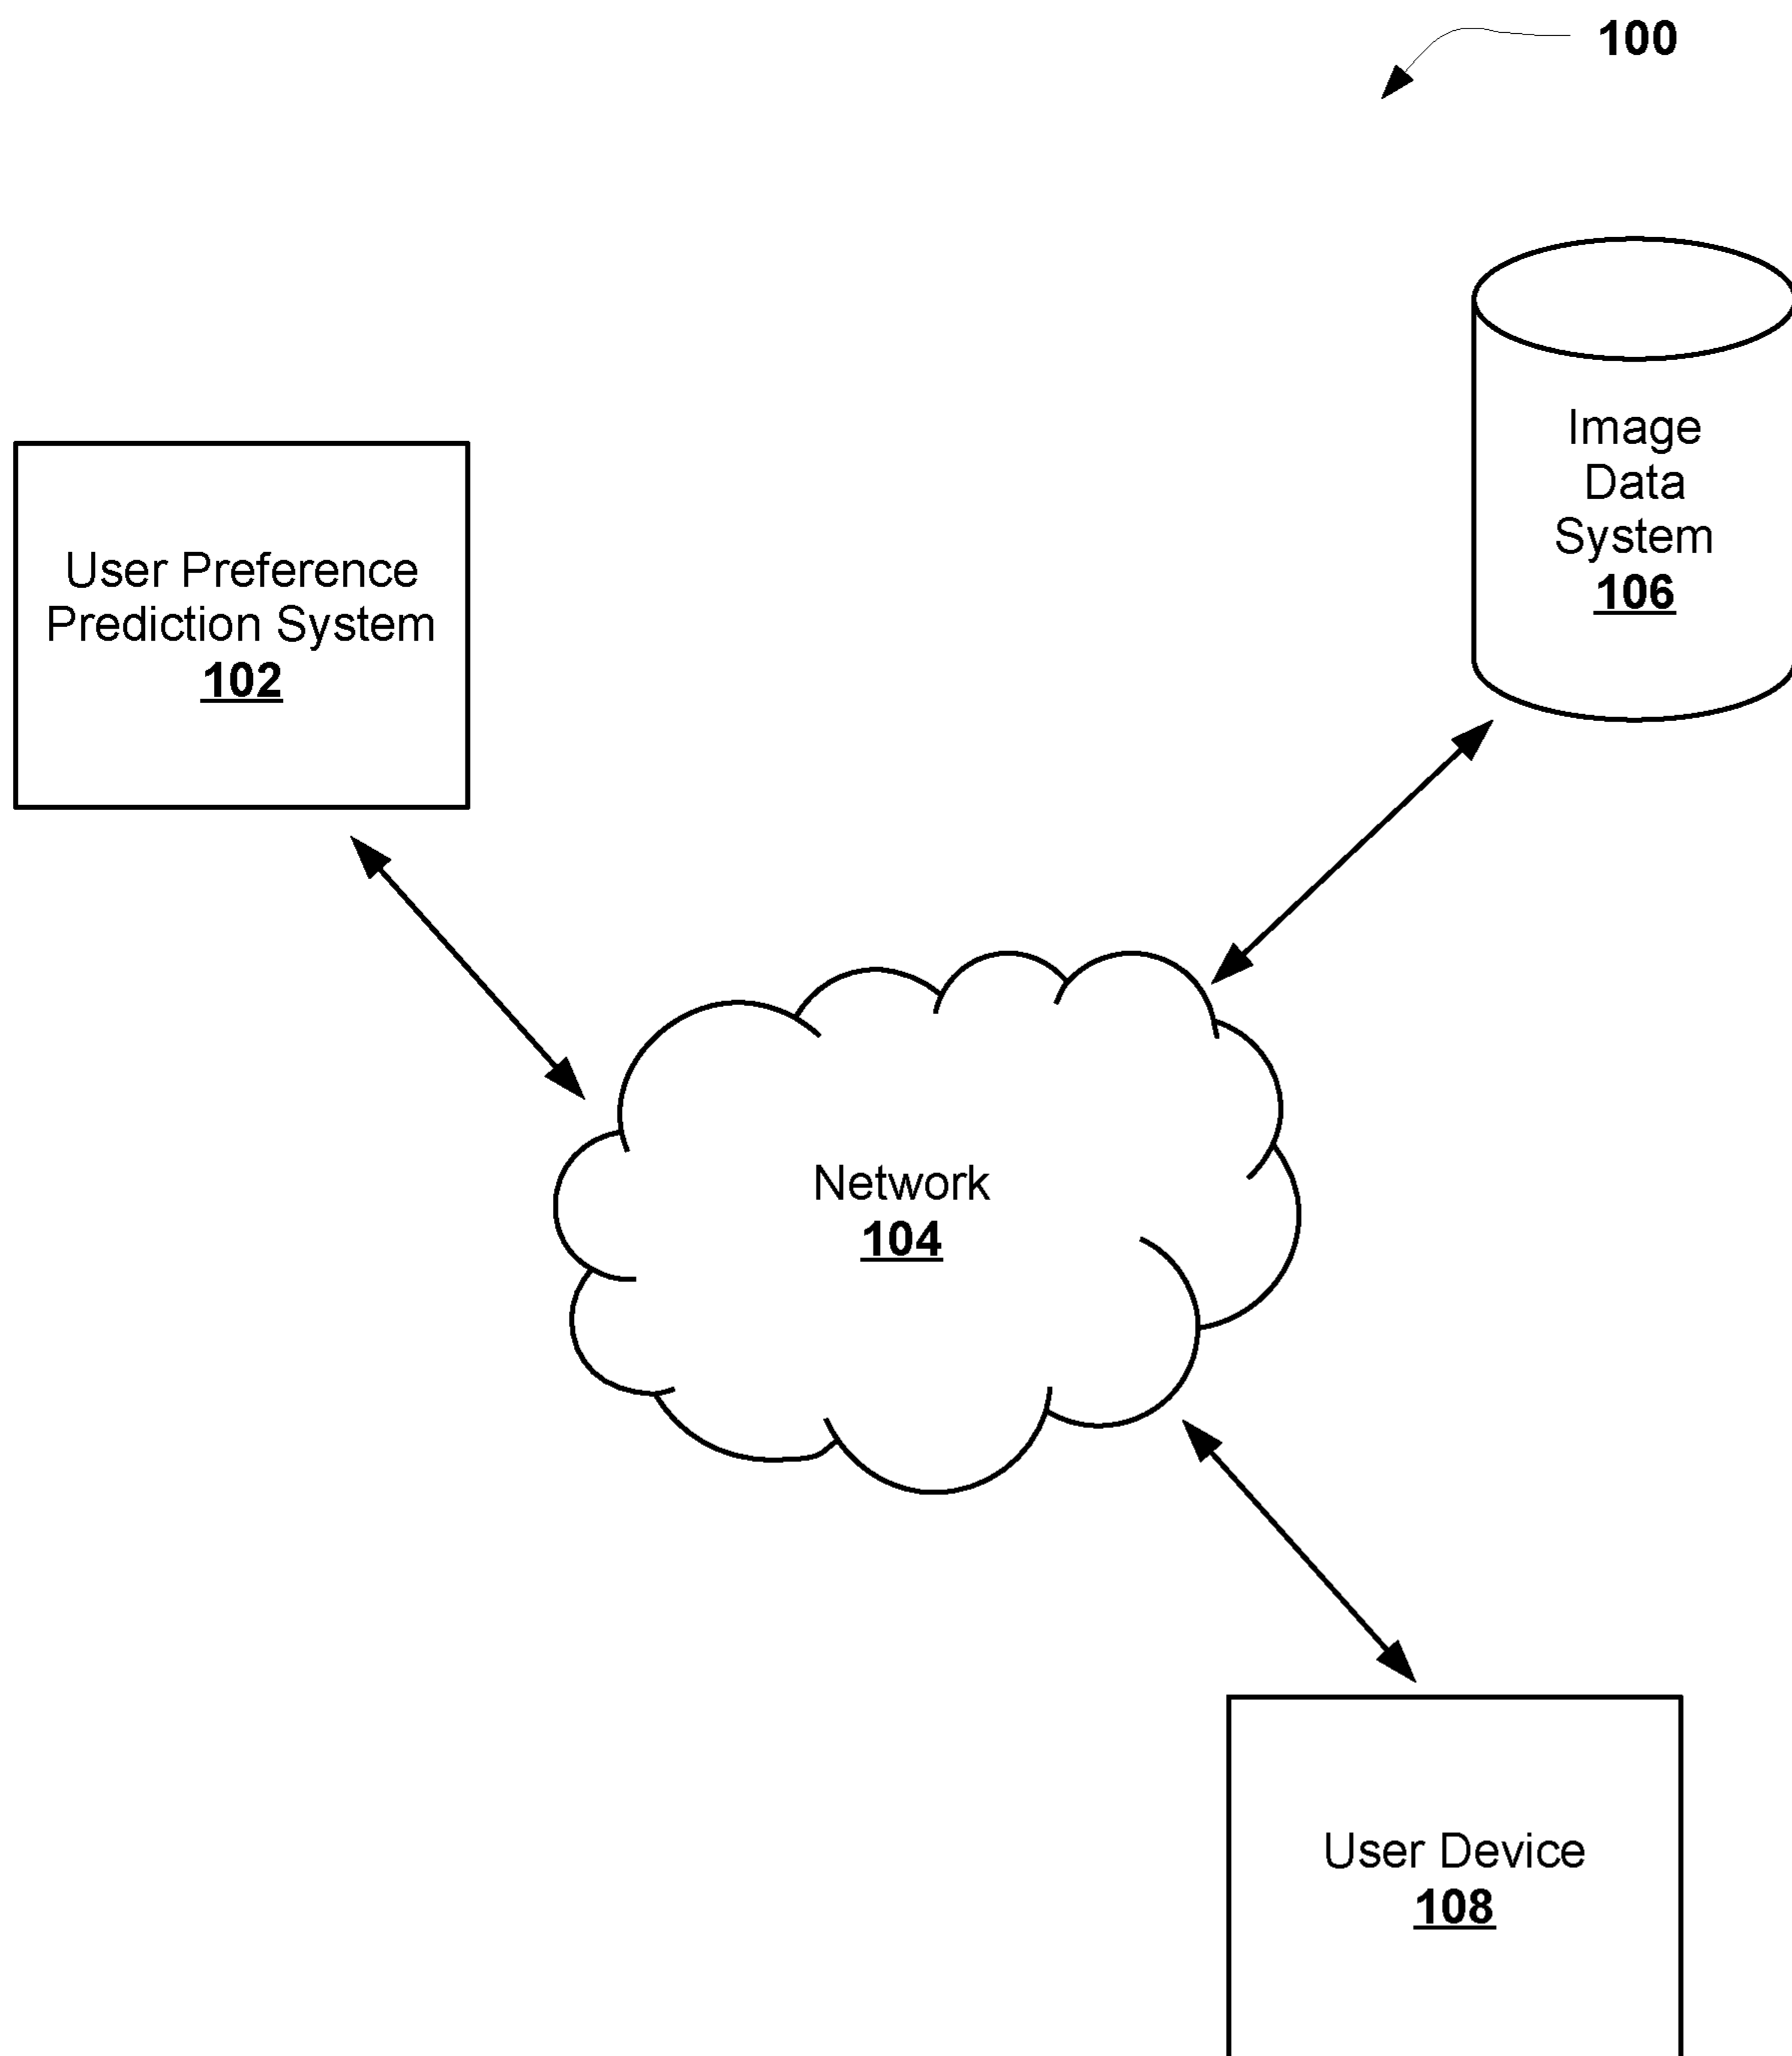 100
Image
Data
System
106
User Preference
Prediction System
102
Network
104
User Device
108